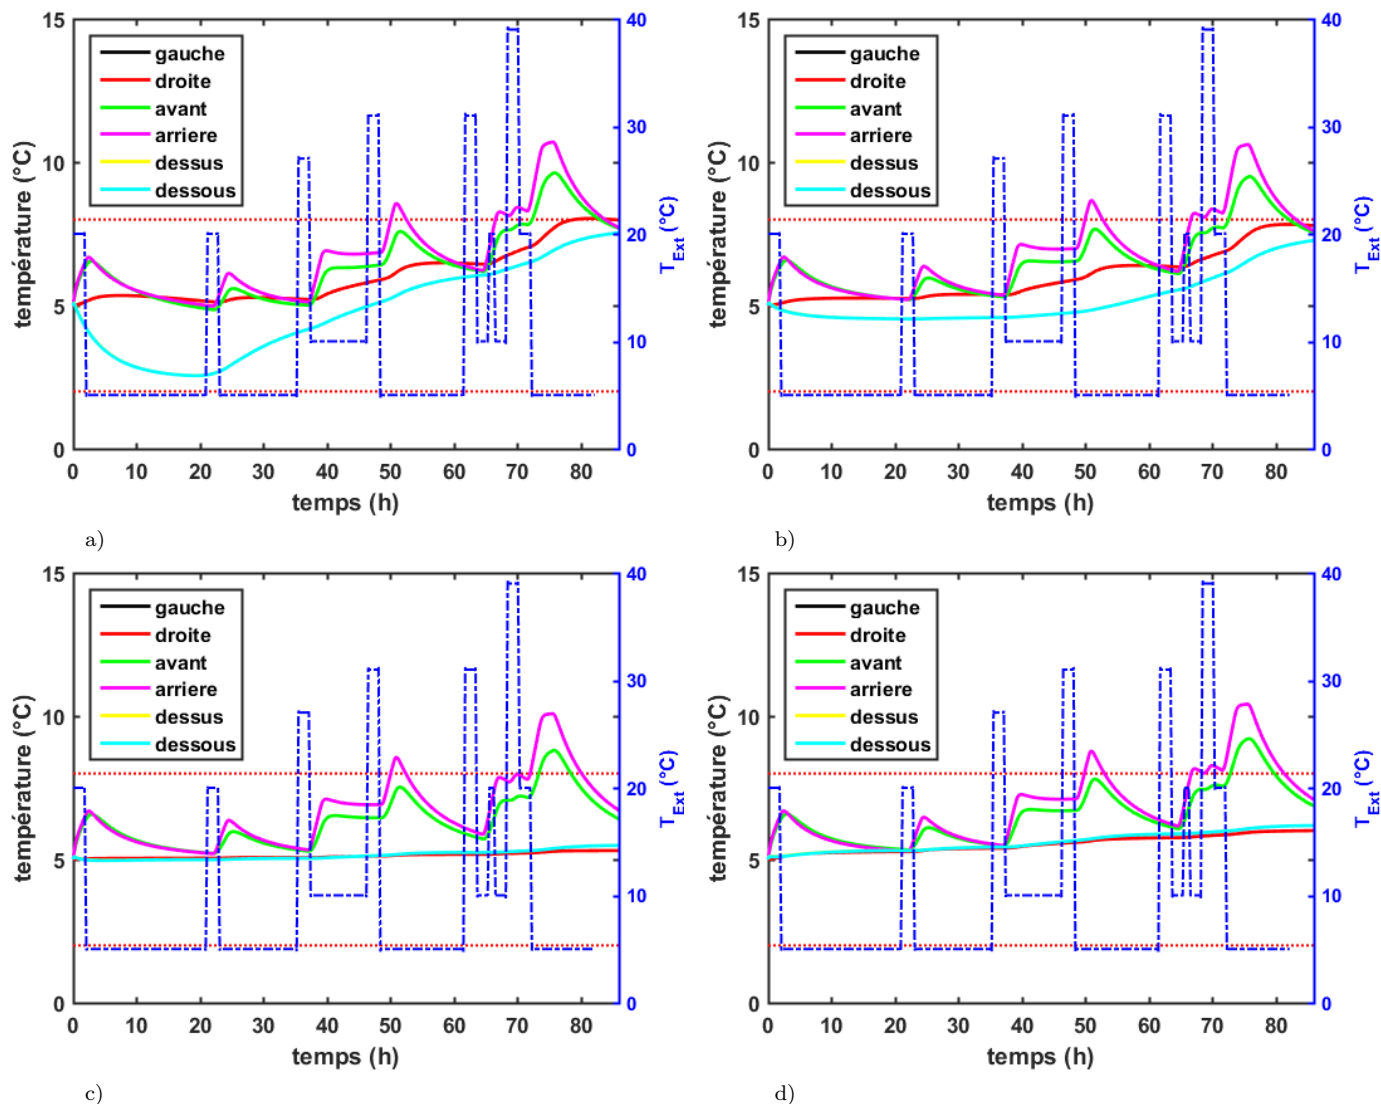 15
10
5
0
température (°C)
gauche
droite
avant
arriere
dessus
dessous
40
30
20
10
0
T_Ext (°C)
0 10 20 30 40 50 60 70 80
temps (h)
a)
15
10
5
0
température (°C)
gauche
droite
avant
arriere
dessus
dessous
40
30
20
10
0
T_Ext (°C)
0 10 20 30 40 50 60 70 80
temps (h)
b)
15
10
5
0
température (°C)
gauche
droite
avant
arriere
dessus
dessous
40
30
20
10
0
T_Ext (°C)
0 10 20 30 40 50 60 70 80
temps (h)
c)
15
10
5
0
température (°C)
gauche
droite
avant
arriere
dessus
dessous
40
30
20
10
0
T_Ext (°C)
0 10 20 30 40 50 60 70 80
temps (h)
d)